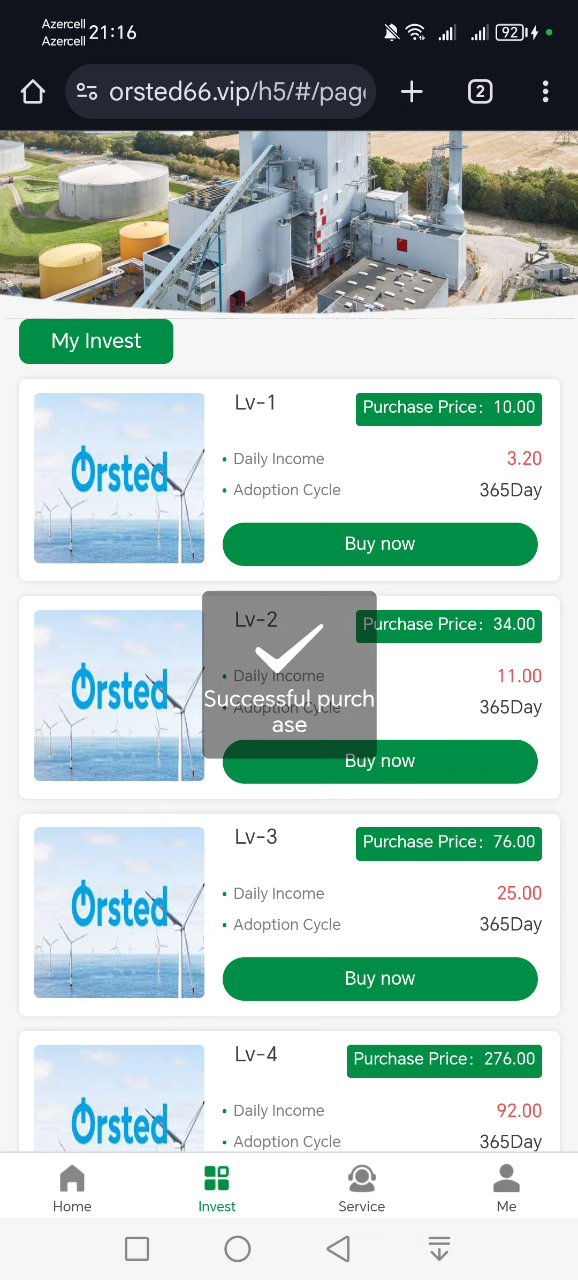 Azercell
Azercell
21:16
92
orsted66.vip/h5/#/page
2
My Invest
Orsted
Lv-1
Purchase Price: 10.00
Daily Income 3.20
Adoption Cycle 365Day
Buy now
Orsted
Lv-2
Purchase Price: 34.00
Daily Income 11.00
Adoption Cycle 365Day
Successful purch
ase
Buy now
Orsted
Lv-3
Purchase Price: 76.00
Daily Income 25.00
Adoption Cycle 365Day
Buy now
Orsted
Lv-4
Purchase Price: 276.00
Daily Income 92.00
Adoption Cycle 365Day
Home
Invest
Service
Me